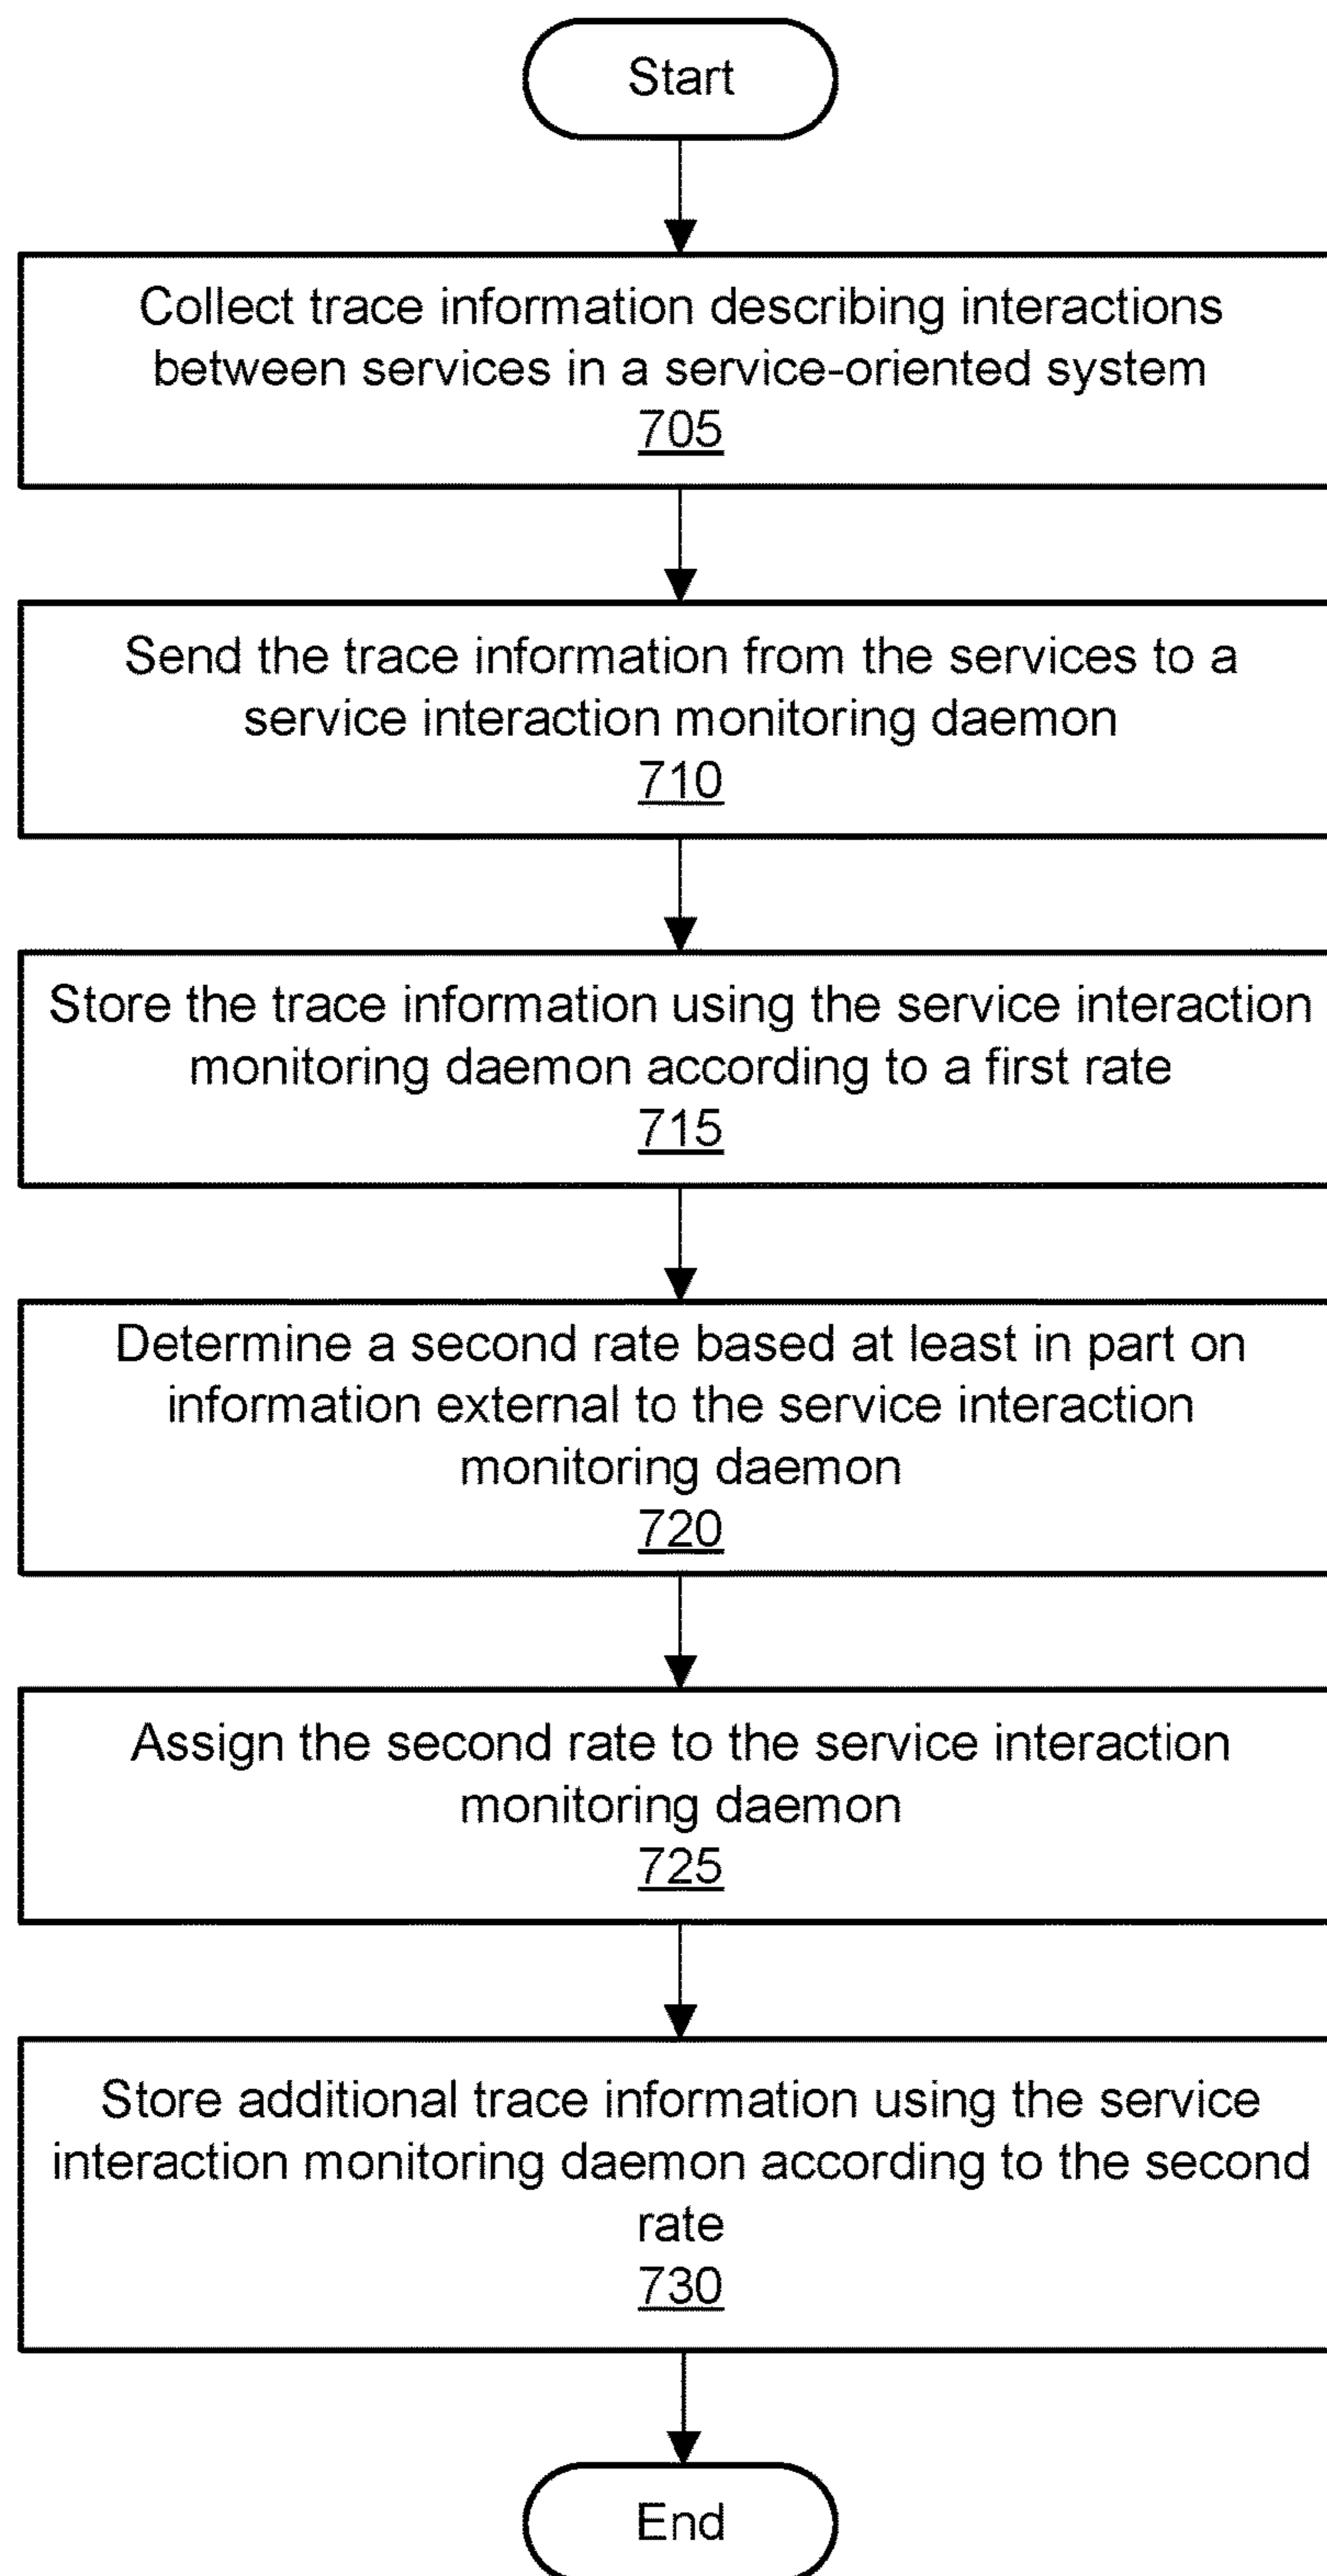 Start
Collect trace information describing interactions
between services in a service-oriented system
705
Send the trace information from the services to a
service interaction monitoring daemon
710
Store the trace information using the service interaction
monitoring daemon according to a first rate
715
Determine a second rate based at least in part on
information external to the service interaction
monitoring daemon
720
Assign the second rate to the service interaction
monitoring daemon
725
Store additional trace information using the service
interaction monitoring daemon according to the second
rate
730
End